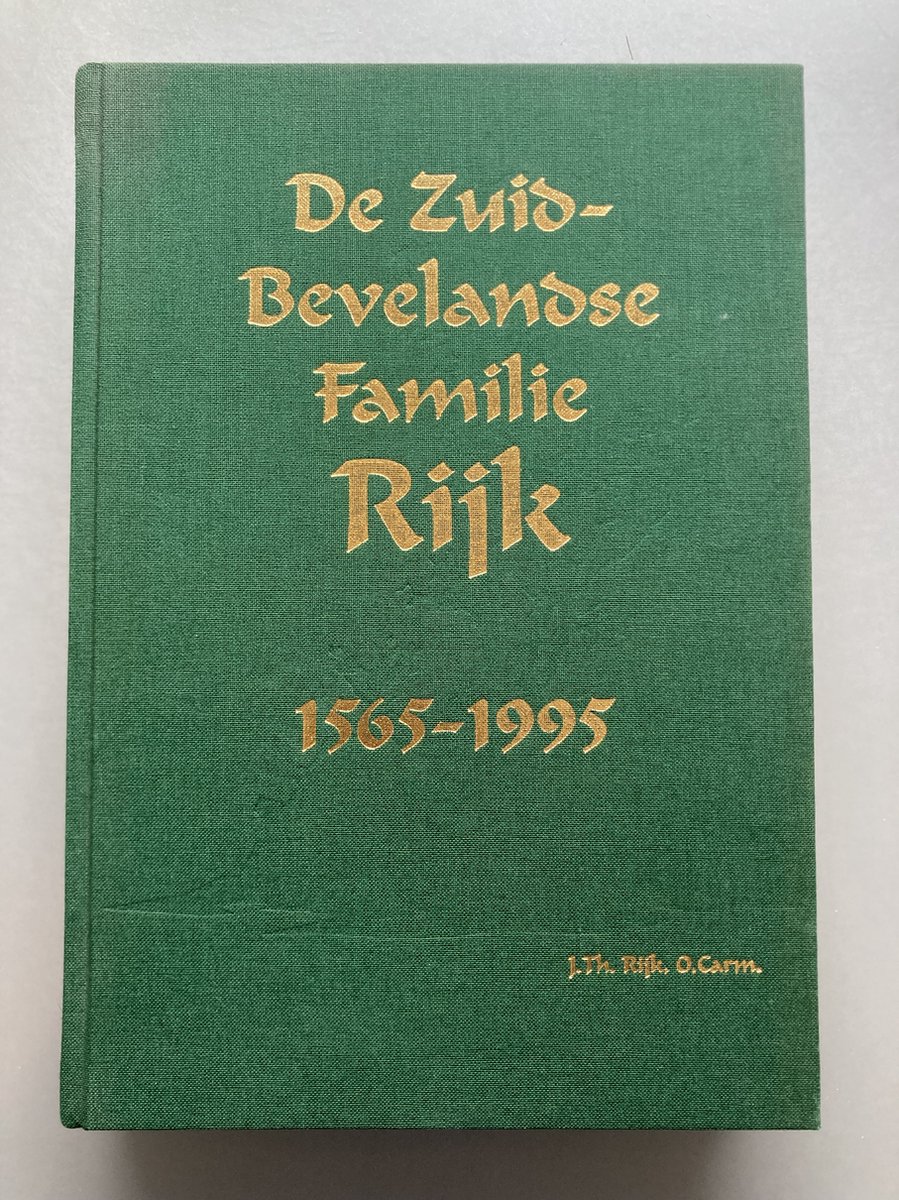 De Zuid-
Bevelandse
Familie
Rijk
1565-1995
J.Th. Rijk, O.Carm.